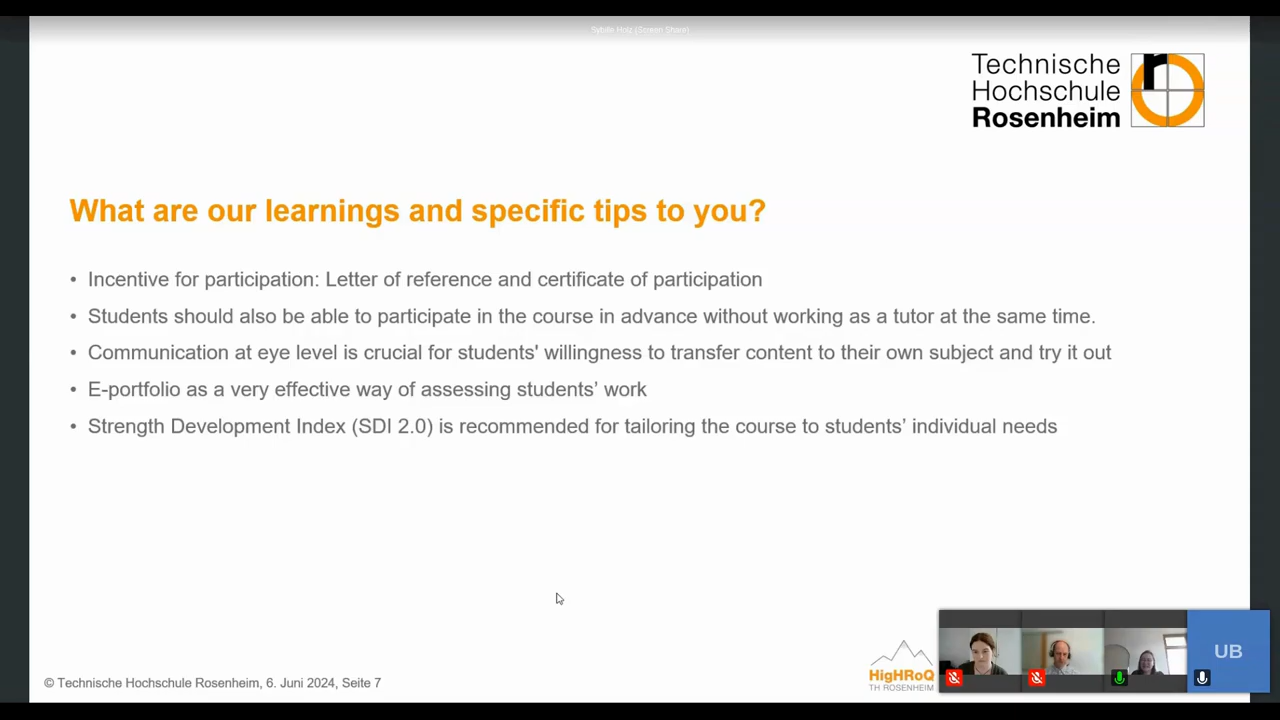 Sybille Holz (Screen Share)
Technische
Hochschule
Rosenheim
What are our learnings and specific tips to you?
• Incentive for participation: Letter of reference and certificate of participation
• Students should also be able to participate in the course in advance without working as a tutor at the same time.
• Communication at eye level is crucial for students' willingness to transfer content to their own subject and try it out
• E-portfolio as a very effective way of assessing students’ work
• Strength Development Index (SDI 2.0) is recommended for tailoring the course to students’ individual needs
© Technische Hochschule Rosenheim, 6. Juni 2024, Seite 7
HigHRoQ
TH ROSENHEIM
UB